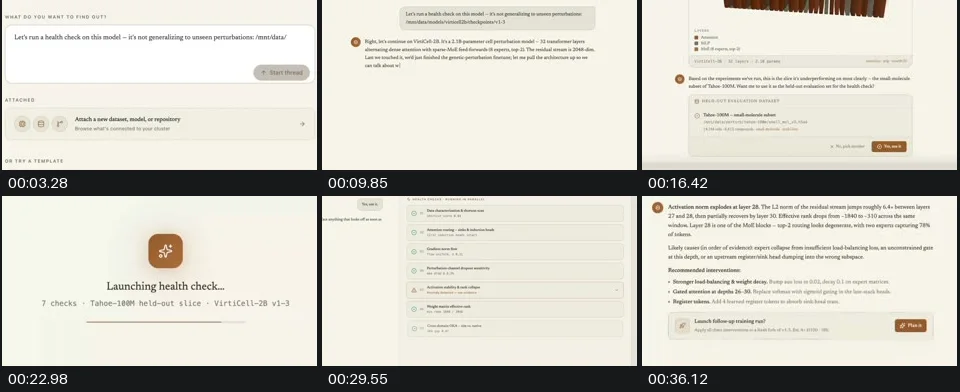 WHAT DO YOU WANT TO FIND OUT?
Let's run a health check on this model – it's not generalizing to unseen perturbations: /mnt/data/
Start thread
ATTACHED
Attach a new dataset, model, or repository
Browse what's connected to your cluster
OR TRY A TEMPLATE
00:03.28
Let's run a health check on this model – it's not generalizing to unseen perturbations:
/mnt/data/models/virticell2b/checkpoints/v1-3
Right, let's continue on VirtiCell-2B. It's a 2.1B-parameter cell perturbation model – 32 transformer layers
alternating dense attention with sparse-MoE feed-forwards (8 experts, top-2). The residual stream is 2048-dim.
Last we touched it, we'd just finished the genetic-perturbation finetune; let me pull the architecture up so we
can talk about w
00:09.85
LAYERS
Attention
MLP
Based on the experiments we've run, this is the slice it's underperforming on most clearly – the small-molecule
subset of Tahoe-100M. Want me to use it as the held-out evaluation set for the health check?
HELD-OUT EVALUATION DATASET
Tahoe-100M – small-molecule subset
No, pick another
Yes, use it
00:16.42
Launching health check...
7 checks · Tahoe-100M held-out slice · VirtiCell-2B v1-3
00:22.98
Yes, use it
HEALTH CHECKS · RUNNING IN PARALLEL
Gradient norm flow
Perturbation-channel dropout sensitivity
Activation stability & rank collapse
Weight matrix effective rank
00:29.55
Activation norm explodes at layer 28. The L2 norm of the residual stream jumps roughly 6.4× between layers
27 and 28, then partially recovers by layer 30. Effective rank drops from ~1840 to ~310 across the same
window. Layer 28 is one of the MoE blocks – top-2 routing looks degenerate, with two experts capturing 78%
of tokens.
Likely causes (in order of evidence): expert collapse from insufficient load-balancing loss, an unconstrained gate
at this depth, or an upstream register/sink head dumping into the wrong subspace.
Recommended interventions:
• Stronger load-balancing & weight decay. Bump aux loss to 0.02, decay 0.1 on expert matrices.
• Gated attention at depths 26–30. Replace softmax with sigmoid gating in the late-stack heads.
• Register tokens. Add 4 learned register tokens to absorb sink-head mass.
Launch follow-up training run?
Plan it
00:36.12